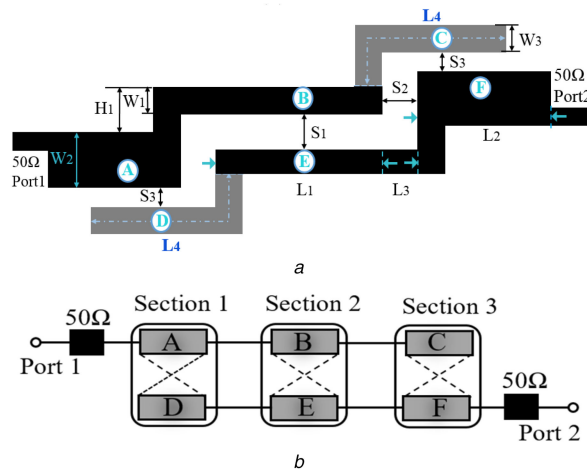 L4
C
W3
S3
H1
W1
B
S2
F
50Ω
Port2
W2
S1
L2
50Ω
Port1
A
E
S3
L1
L3
D
L4
a
Section 1
Section 2
Section 3
50Ω
A
B
C
Port 1
50Ω
D
E
F
Port 2
b